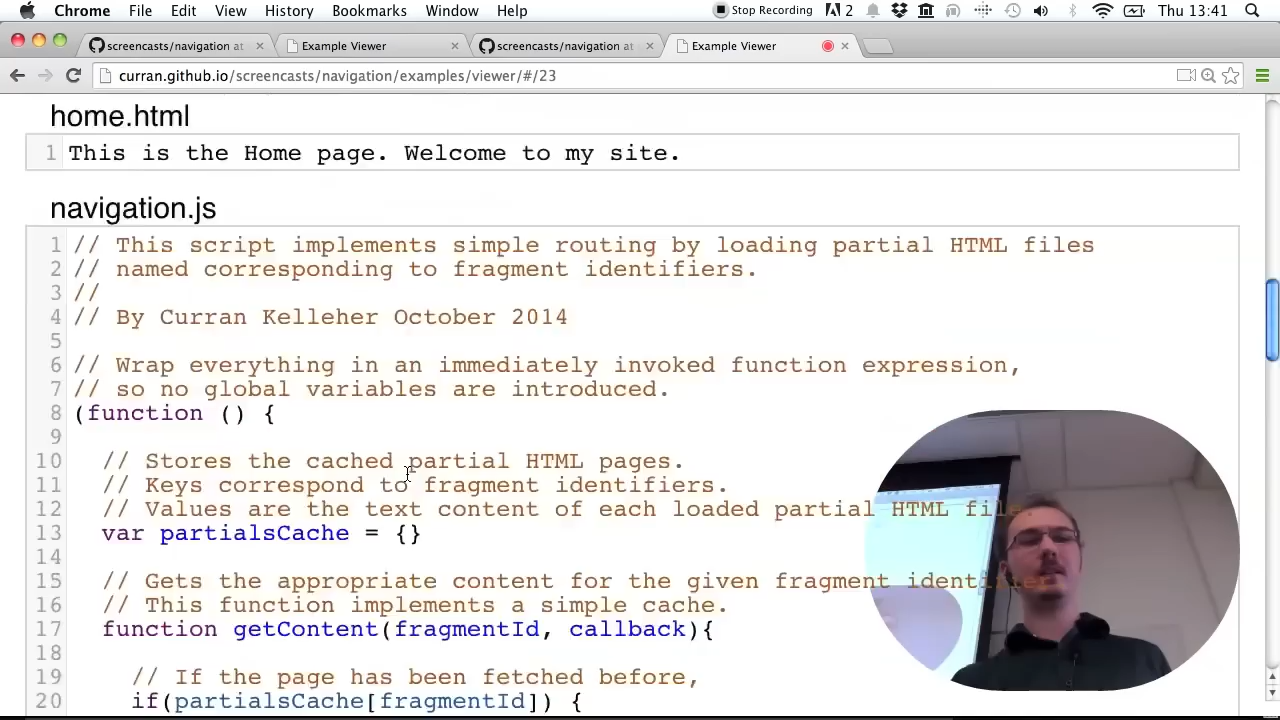 Chrome File Edit View History Bookmarks Window Help Stop Recording 2 Thu 13:41
screencasts/navigation at Example Viewer screencasts/navigation at Example Viewer
curran.github.io/screencasts/navigation/examples/viewer/#/23
home.html
1 This is the Home page. Welcome to my site.
navigation.js
1 // This script implements simple routing by loading partial HTML files
2 // named corresponding to fragment identifiers.
3 //
4 // By Curran Kelleher October 2014
5
6 // Wrap everything in an immediately invoked function expression,
7 // so no global variables are introduced.
8 (function () {
9
10 // Stores the cached partial HTML pages.
11 // Keys correspond to fragment identifiers.
12 // Values are the text content of each loaded partial HTML file.
13 var partialsCache = {}
14
15 // Gets the appropriate content for the given fragment identifier.
16 // This function implements a simple cache.
17 function getContent(fragmentId, callback){
18
19 // If the page has been fetched before,
20 if(partialsCache[fragmentId]) {